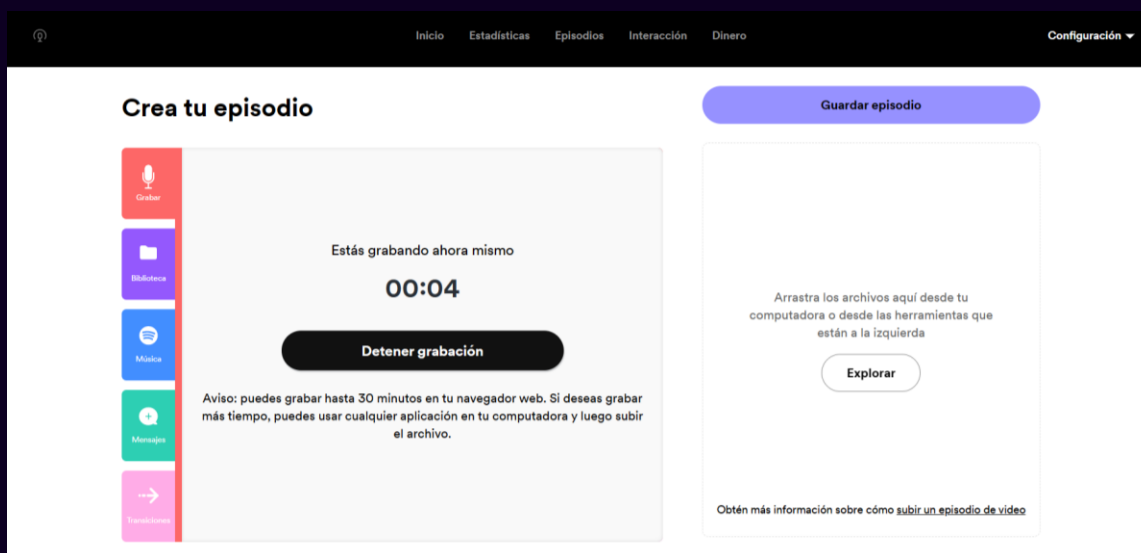 Inicio Estadísticas Episodios Interacción Dinero Configuración
Crea tu episodio
Guardar episodio
Grabar
Biblioteca
Música
Mensajes
Transiciones
Estás grabando ahora mismo
00:04
Detener grabación
Aviso: puedes grabar hasta 30 minutos en tu navegador web. Si deseas grabar
más tiempo, puedes usar cualquier aplicación en tu computadora y luego subir
el archivo.
Arrastra los archivos aquí desde tu
computadora o desde las herramientas que
están a la izquierda
Explorar
Obtén más información sobre cómo subir un episodio de video